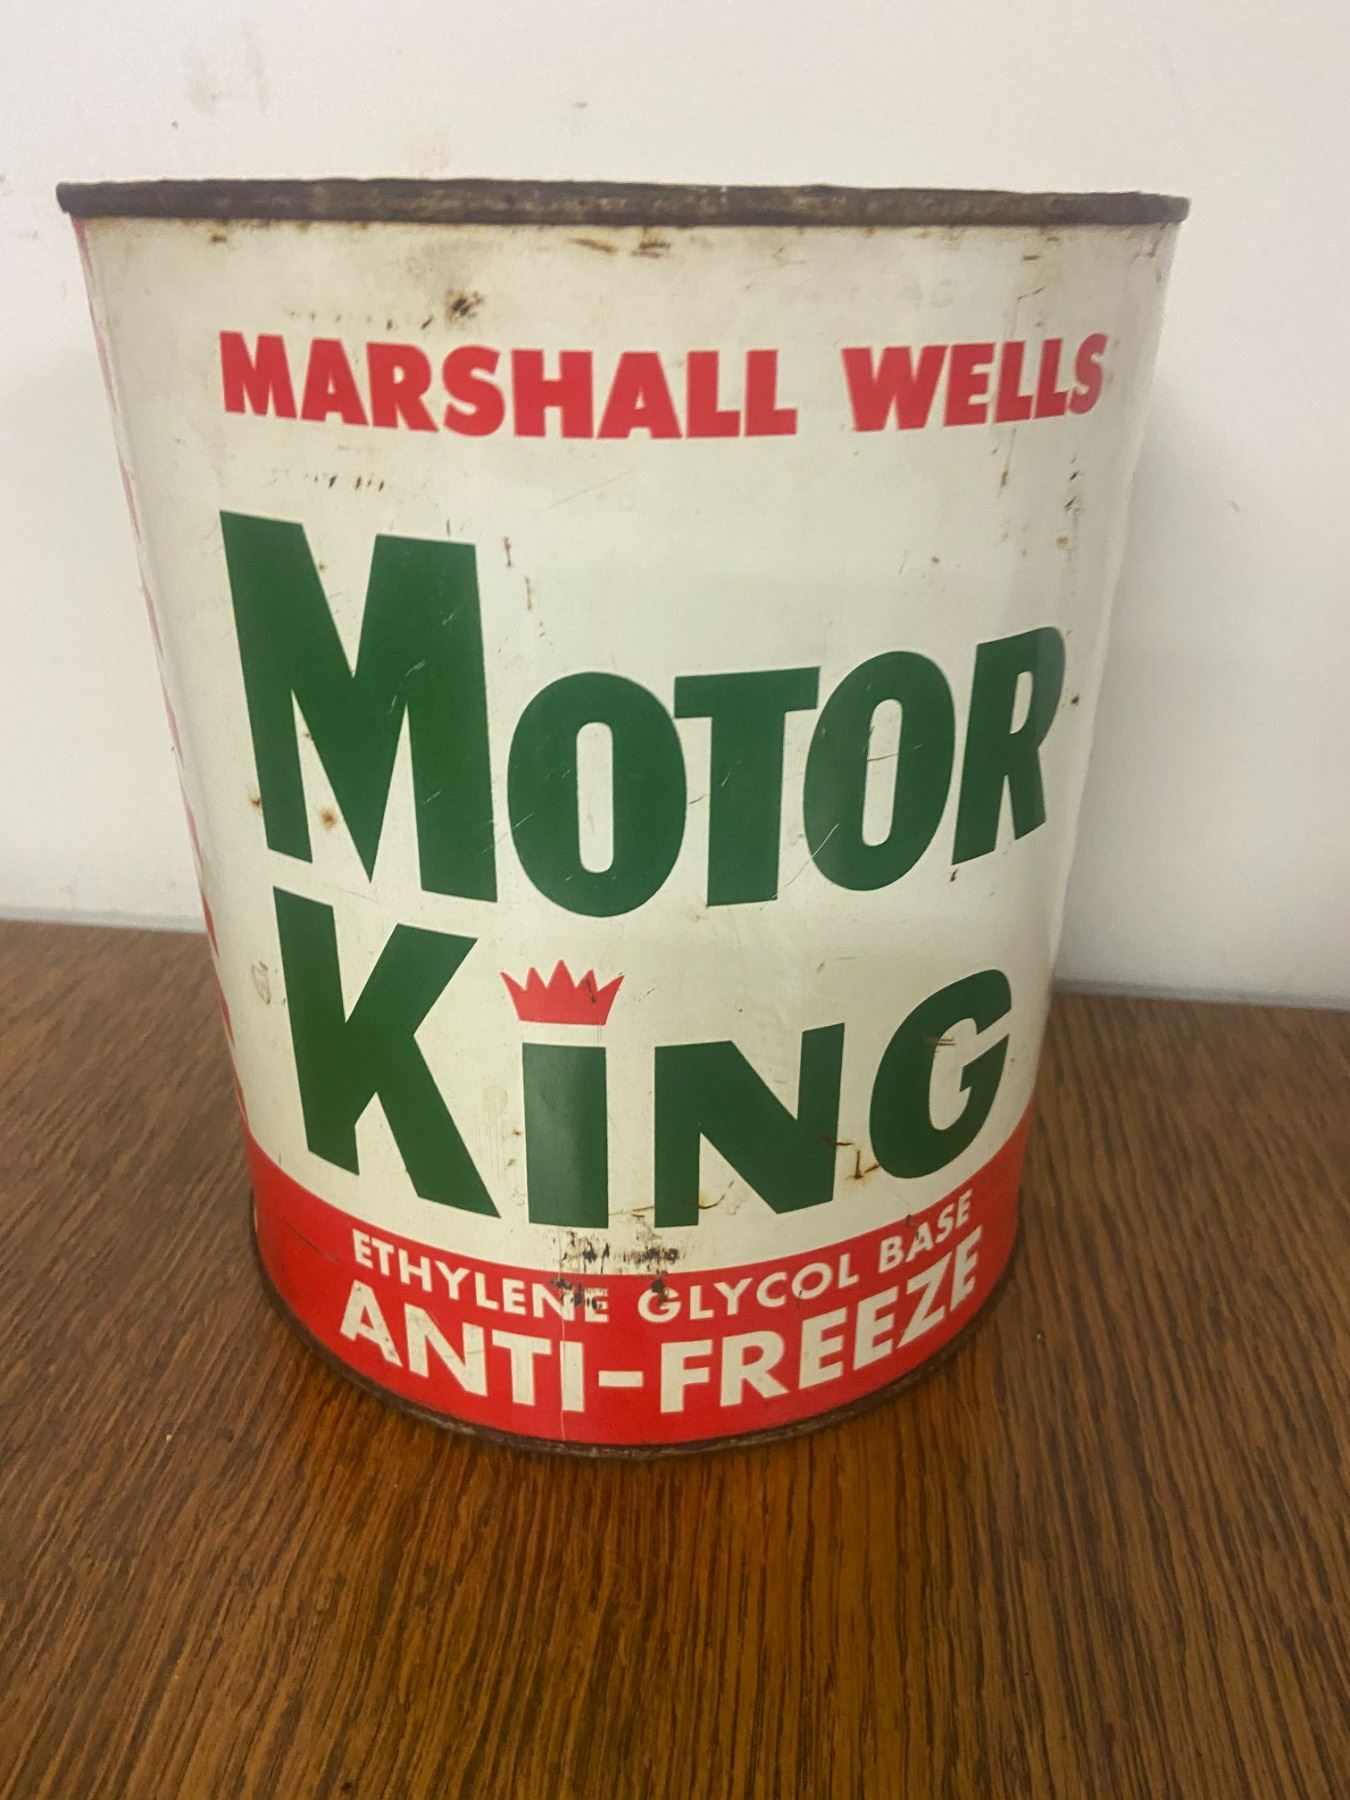 MARSHALL WELLS
MOTOR
KiNG
ETHYLENE GLYCOL BASE
ANTI-FREEZE